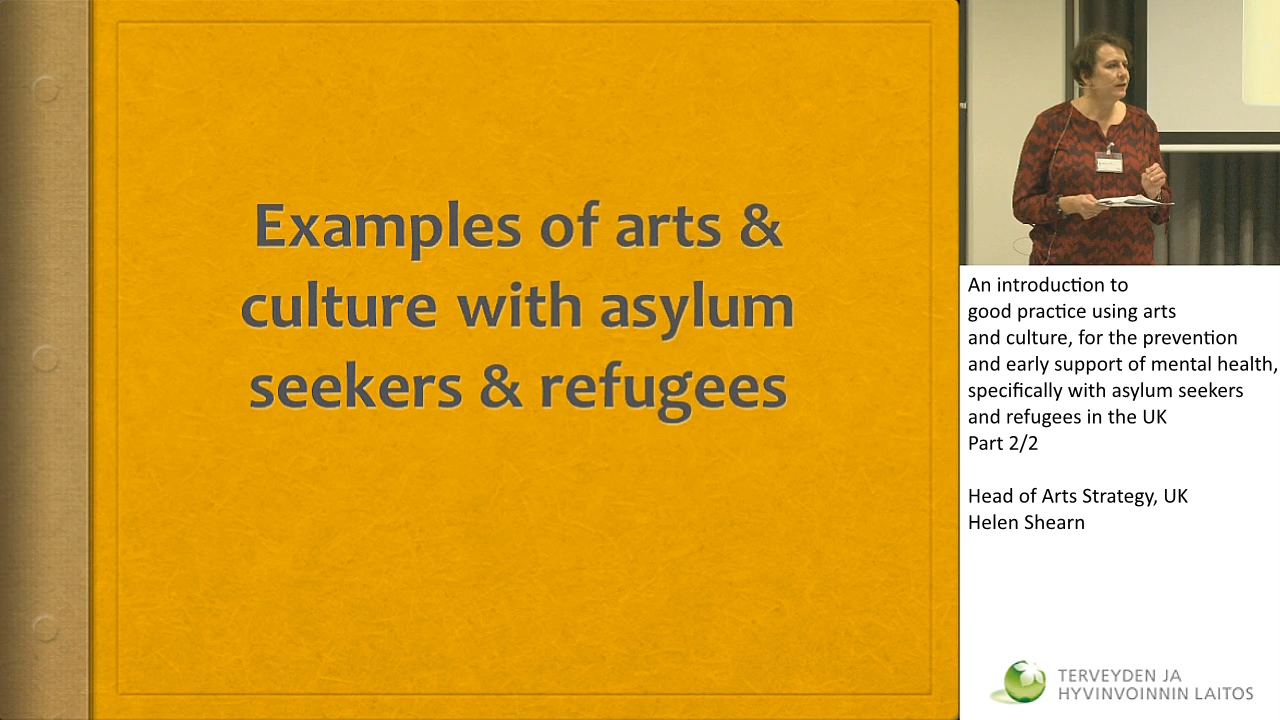 Examples of arts &
culture with asylum
seekers & refugees
An introduction to
good practice using arts
and culture, for the prevention
and early support of mental health,
specifically with asylum seekers
and refugees in the UK
Part 2/2
Head of Arts Strategy, UK
Helen Shearn
TERVEYDEN JA
HYVINVOINNIN LAITOS